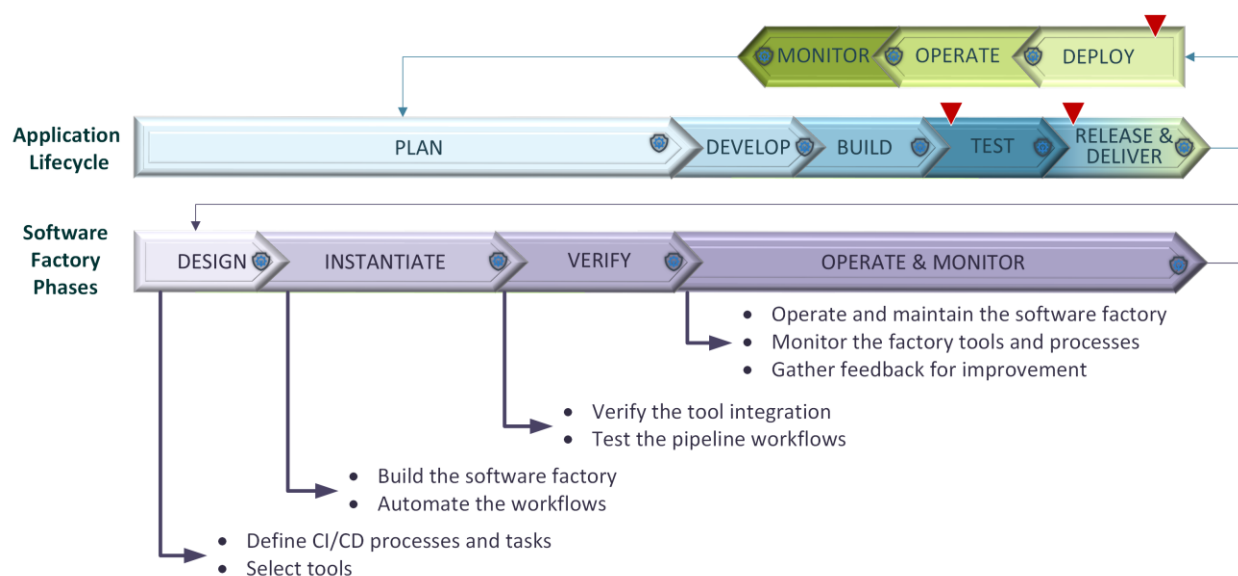 MONITOR
OPERATE
DEPLOY
Application
Lifecycle
PLAN
DEVELOP
BUILD
TEST
RELEASE &
DELIVER
Software
Factory
Phases
DESIGN
INSTANTIATE
VERIFY
OPERATE & MONITOR
• Operate and maintain the software factory
• Monitor the factory tools and processes
• Gather feedback for improvement
• Verify the tool integration
• Test the pipeline workflows
• Build the software factory
• Automate the workflows
• Define CI/CD processes and tasks
• Select tools